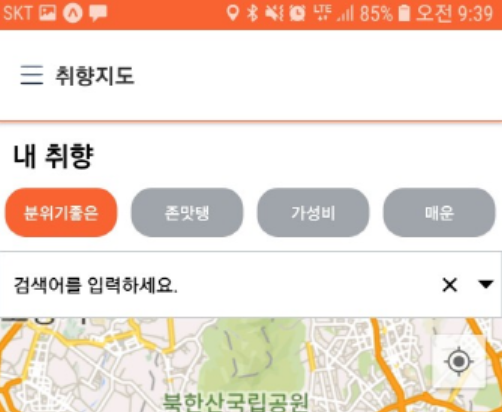 SKT LTE 85% 오전 9:39
취향지도
내 취향
분위기좋은 존맛탱 가성비 매운
검색어를 입력하세요.
북한산국립공원